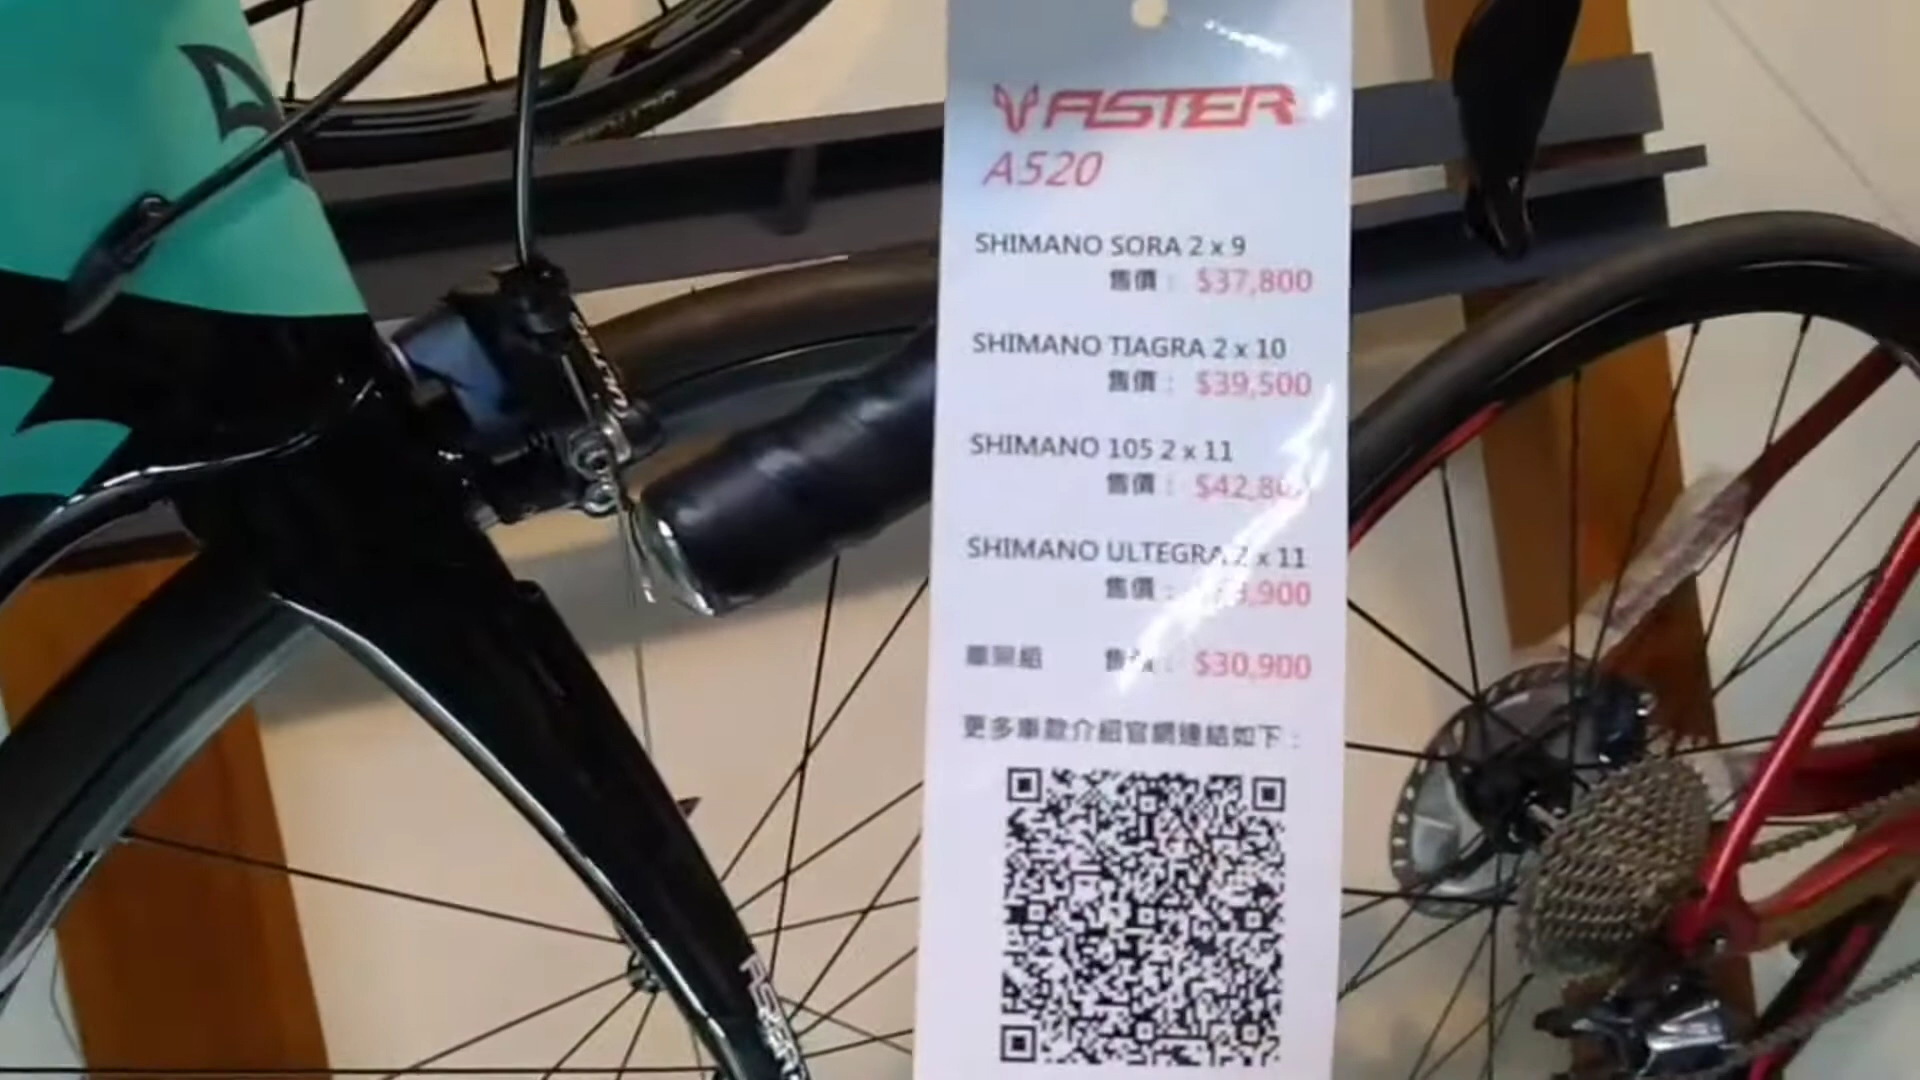 ASTER
A520
SHIMANO SORA 2 x 9
售價： $37,800
SHIMANO TIAGRA 2 x 10
售價： $39,500
SHIMANO 105 2 x 11
售價：
SHIMANO ULTEGRA 2 x 11
售價：
車架組 售價： $30,900
更多車款介紹官網連結如下：